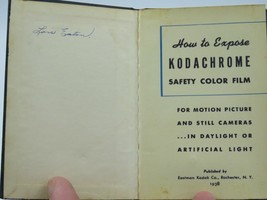 How to Expose
KODACHROME
SAFETY COLOR FILM
FOR MOTION PICTURE
AND STILL CAMERAS
...IN DAYLIGHT OR
ARTIFICIAL LIGHT
Published by
Eastman Kodak Co., Rochester, N. Y.
1938